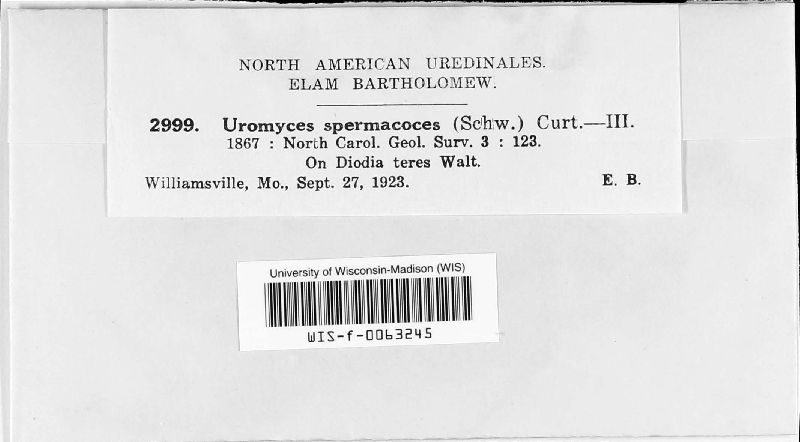 NORTH AMERICAN UREDINALES.
ELAM BARTHOLOMEW.
2999. Uromyces spermacoces (Schw.) Curt.—III.
1867 : North Carol. Geol. Surv. 3 : 123.
On Diodia teres Walt.
Williamsville, Mo., Sept. 27, 1923. E. B.
University of Wisconsin-Madison (WIS)
WIS-f-0063245